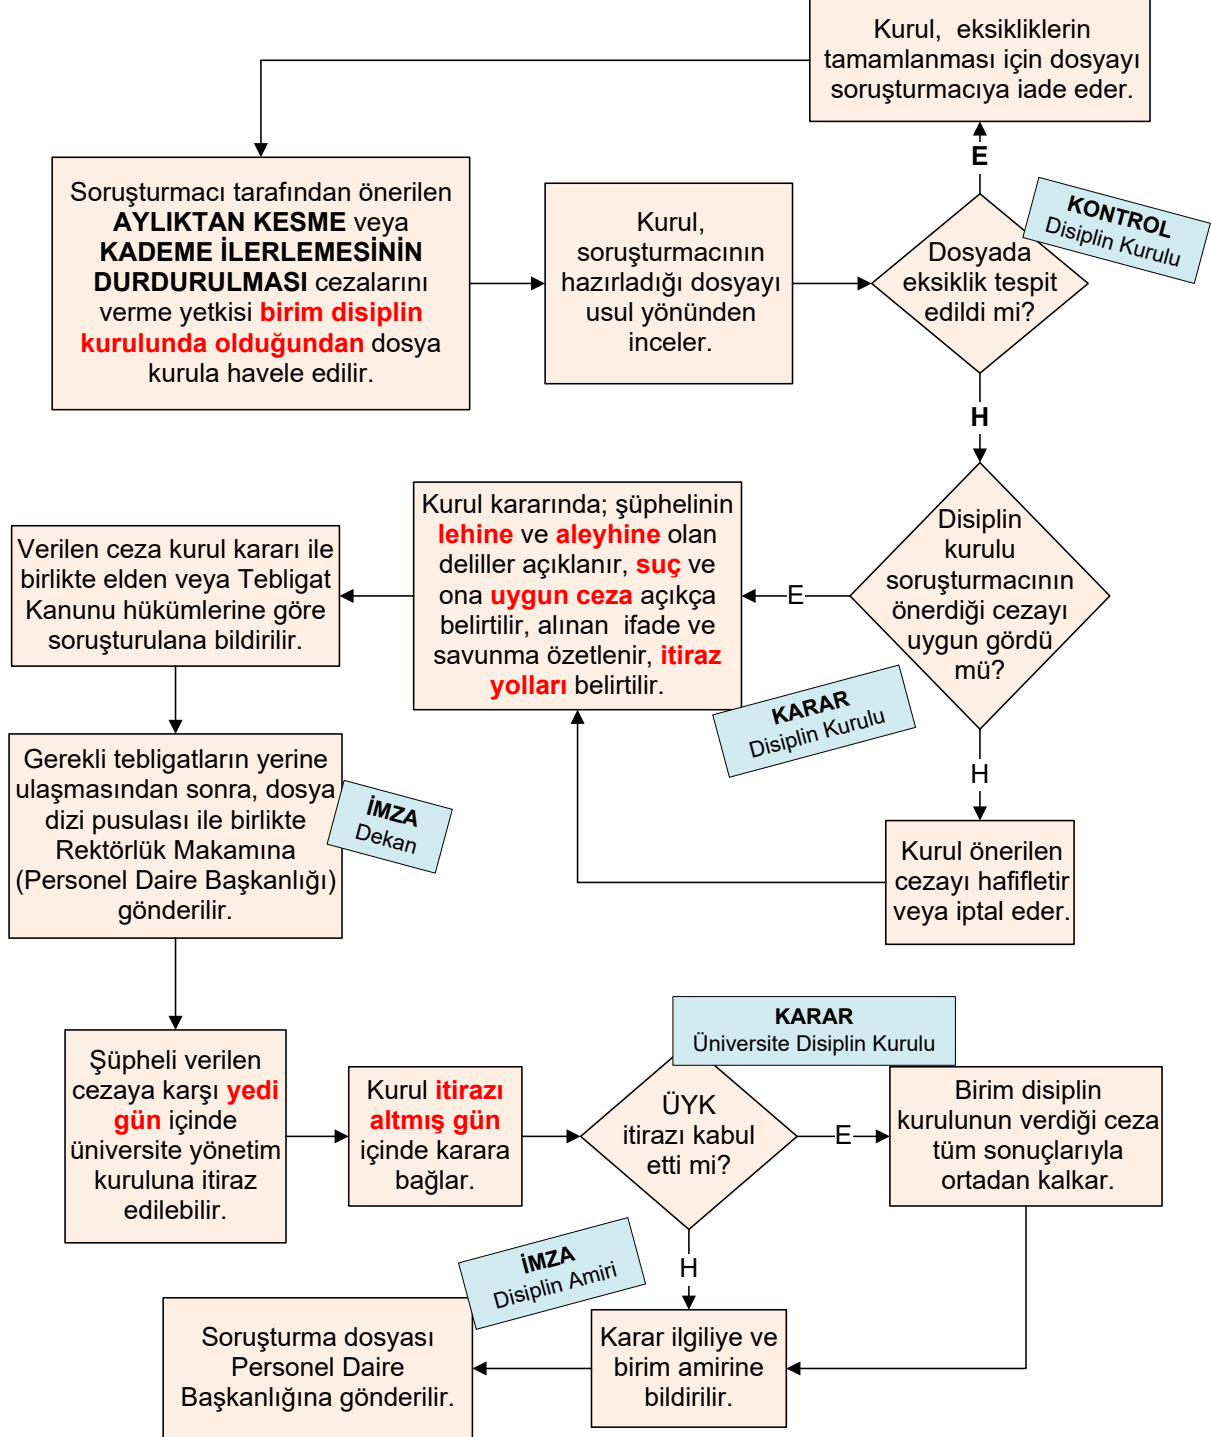 Kurul, eksikliklerin
tamamlanması için dosyayı
soruşturmacıya iade eder.
E
Soruşturmacı tarafından önerilen
AYLIKTAN KESME veya
KADEME İLERLEMESİNİN
DURDURULMASI cezalarını
verme yetkisi birim disiplin
kurulunda olduğundan dosya
kurula havele edilir.
Kurul,
soruşturmacının
hazırladığı dosyayı
usul yönünden
inceler.
KONTROL
Disiplin Kurulu
Dosyada
eksiklik tespit
edildi mi?
H
Disiplin
kurulu
soruşturmacının
önerdiği cezayı
uygun gördü
mü?
E
Kurul kararında; şüphelinin
lehine ve aleyhine olan
deliller açıklanır, suç ve
ona uygun ceza açıkça
belirtilir, alınan ifade ve
savunma özetlenir, itiraz
yolları belirtilir.
KARAR
Disiplin Kurulu
Verilen ceza kurul kararı ile
birlikte elden veya Tebligat
Kanunu hükümlerine göre
soruşturulana bildirilir.
H
Kurul önerilen
cezayı hafifletir
veya iptal eder.
Gerekli tebligatların yerine
ulaşmasından sonra, dosya
dizi pusulası ile birlikte
Rektörlük Makamına
(Personel Daire Başkanlığı)
gönderilir.
İMZA
Dekan
Şüpheli verilen
cezaya karşı yedi
gün içinde
üniversite yönetim
kuruluna itiraz
edilebilir.
Kurul itirazı
altmış gün
içinde karara
bağlar.
KARAR
Üniversite Disiplin Kurulu
ÜYK
itirazı kabul
etti mi?
E
Birim disiplin
kurulunun verdiği ceza
tüm sonuçlarıyla
ortadan kalkar.
H
Karar ilgiliye ve
birim amirine
bildirilir.
İMZA
Disiplin Amiri
Soruşturma dosyası
Personel Daire
Başkanlığına gönderilir.